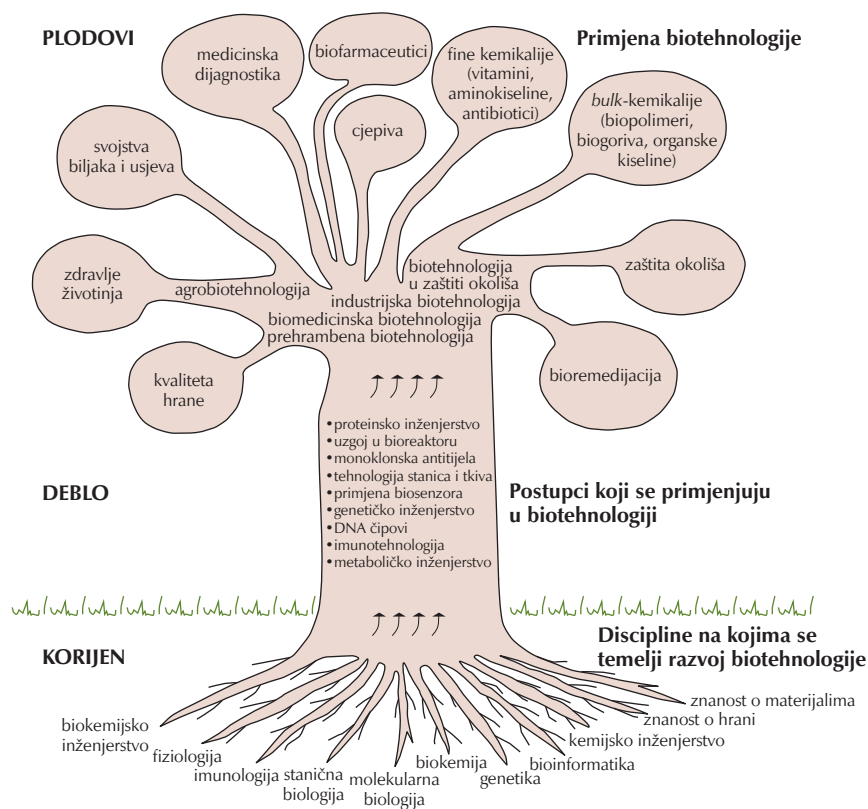 PLODOVI
Primjena biotehnologije
medicinska
dijagnostika
biofarmaceutici
fine kemikalije
(vitamini,
aminokiseline,
antibiotici)
cjepiva
bulk-kemikalije
(biopolimeri,
biogoriva, organske
kiseline)
svojstva
biljaka i usjeva
zdravlje
životinja
kvaliteta
hrane
zaštita okoliša
bioremedijacija
agrobiotehnologija
biotehnologija
u zaštiti okoliša
industrijska biotehnologija
biomedicinska biotehnologija
prehrambena biotehnologija
DEBLO
•proteinsko inženjerstvo
•uzgoj u bioreaktoru
•monoklonska antitijela
•tehnologija stanica i tkiva
•primjena biosenzora
•genetičko inženjerstvo
•DNA čipovi
•imunotehnologija
•metaboličko inženjerstvo
Postupci koji se primjenjuju
u biotehnologiji
KORIJEN
Discipline na kojima se
temelji razvoj biotehnologije
biokemijsko
inženjerstvo
fiziologija
imunologija
stanična
biologija
molekularna
biologija
biokemija
genetika
bioinformatika
kemijsko inženjerstvo
znanost o hrani
znanost o materijalima